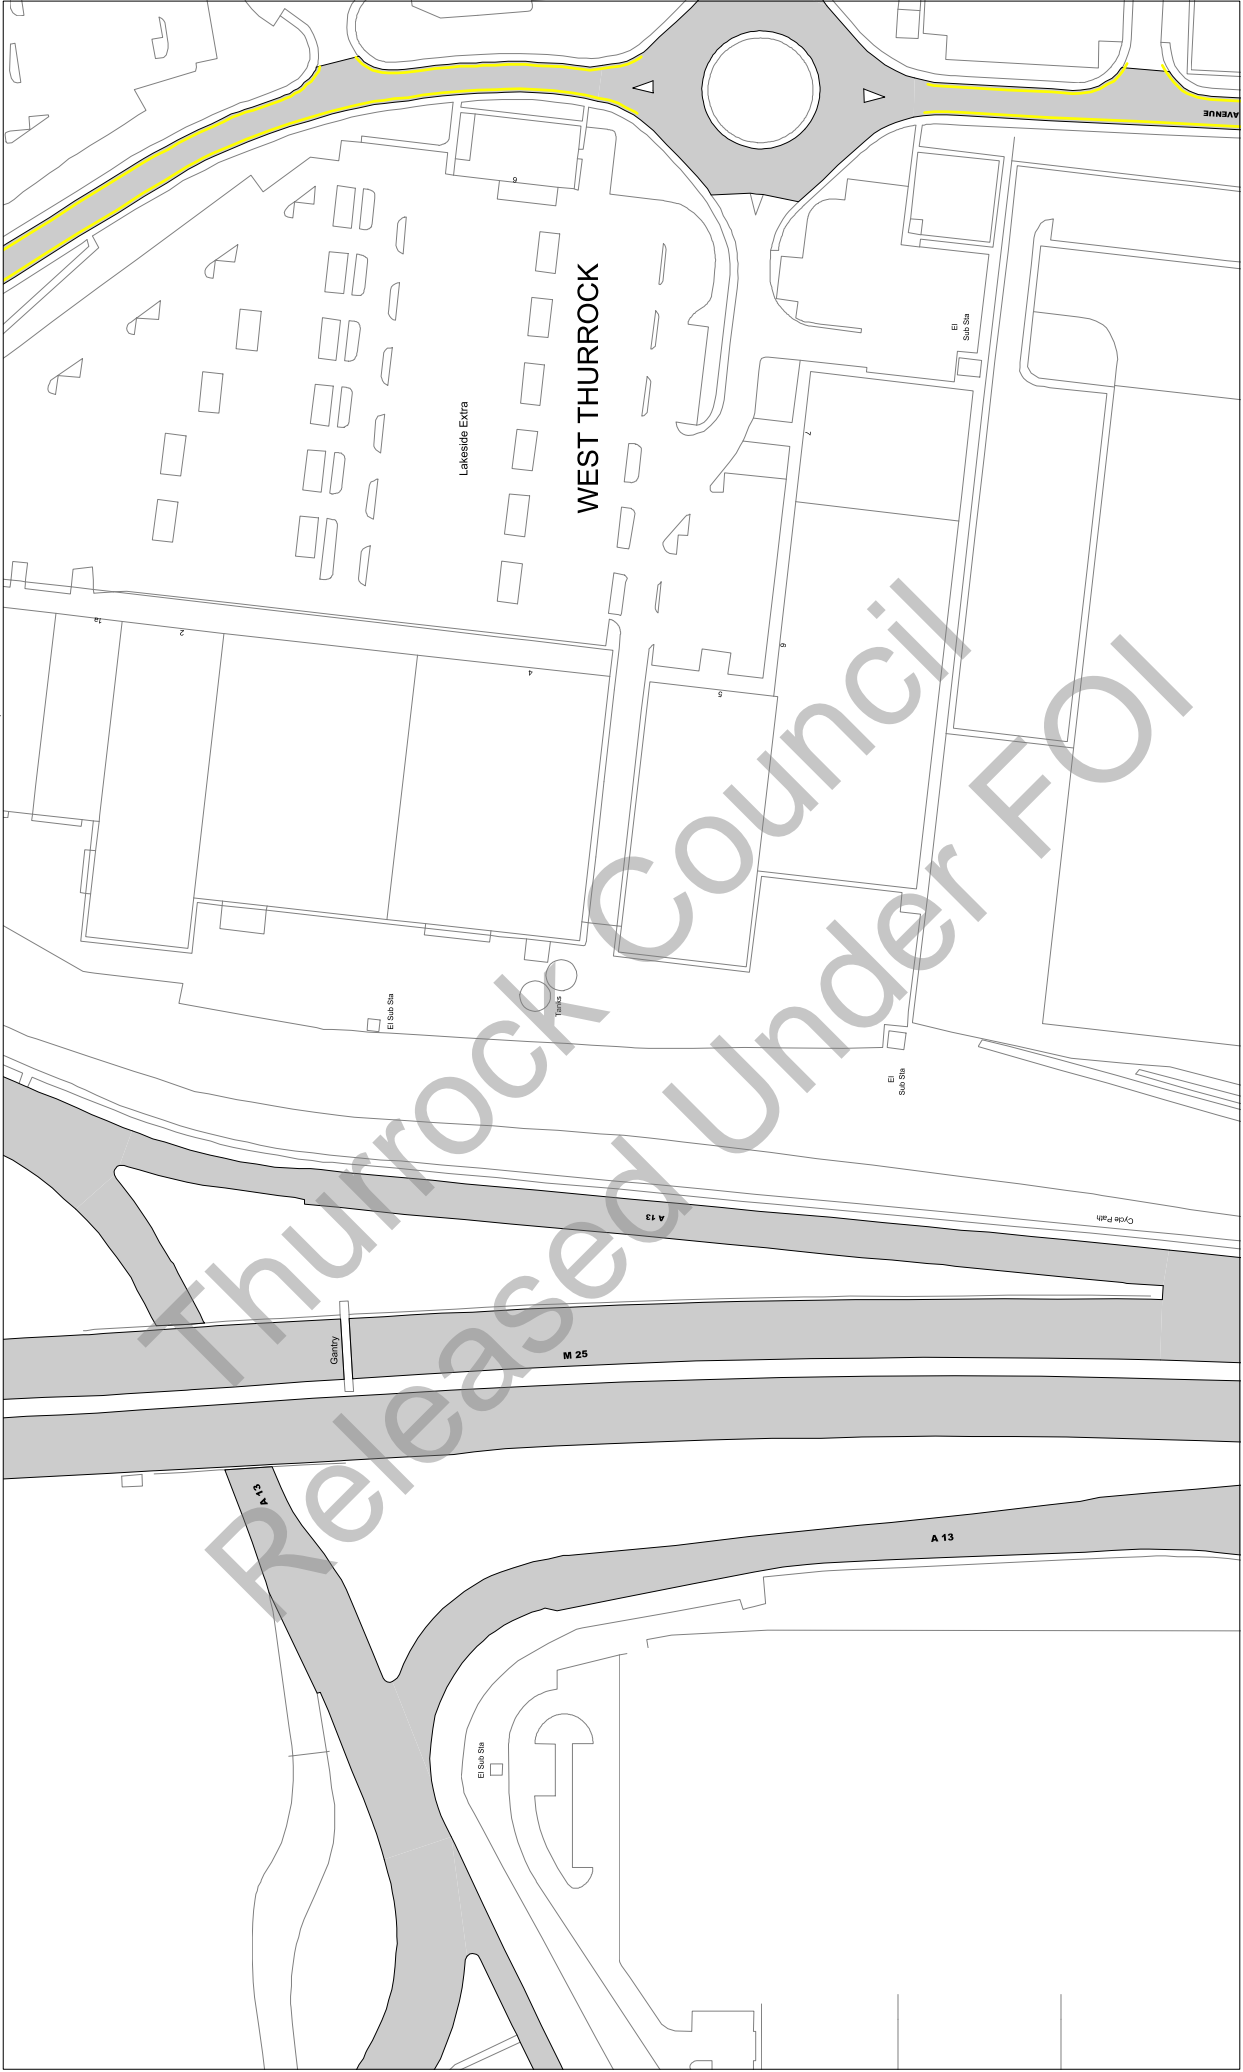 AVENUE
6
WEST THURROCK
El
Sub Sta
Lakeside Extra
7
1a
2
4
6
5
Thurrock Council
Released Under FOI
El Sub Sta
Tanks
El
Sub Sta
A 13
Cycle Path
Gantry
M 25
A 13
A 13
El Sub Sta